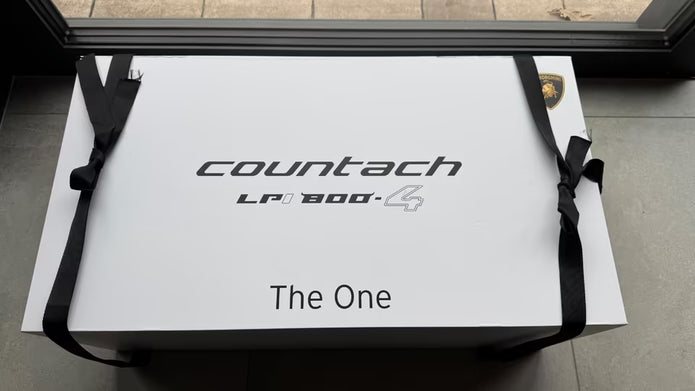 countach
LPI 800-4
The One